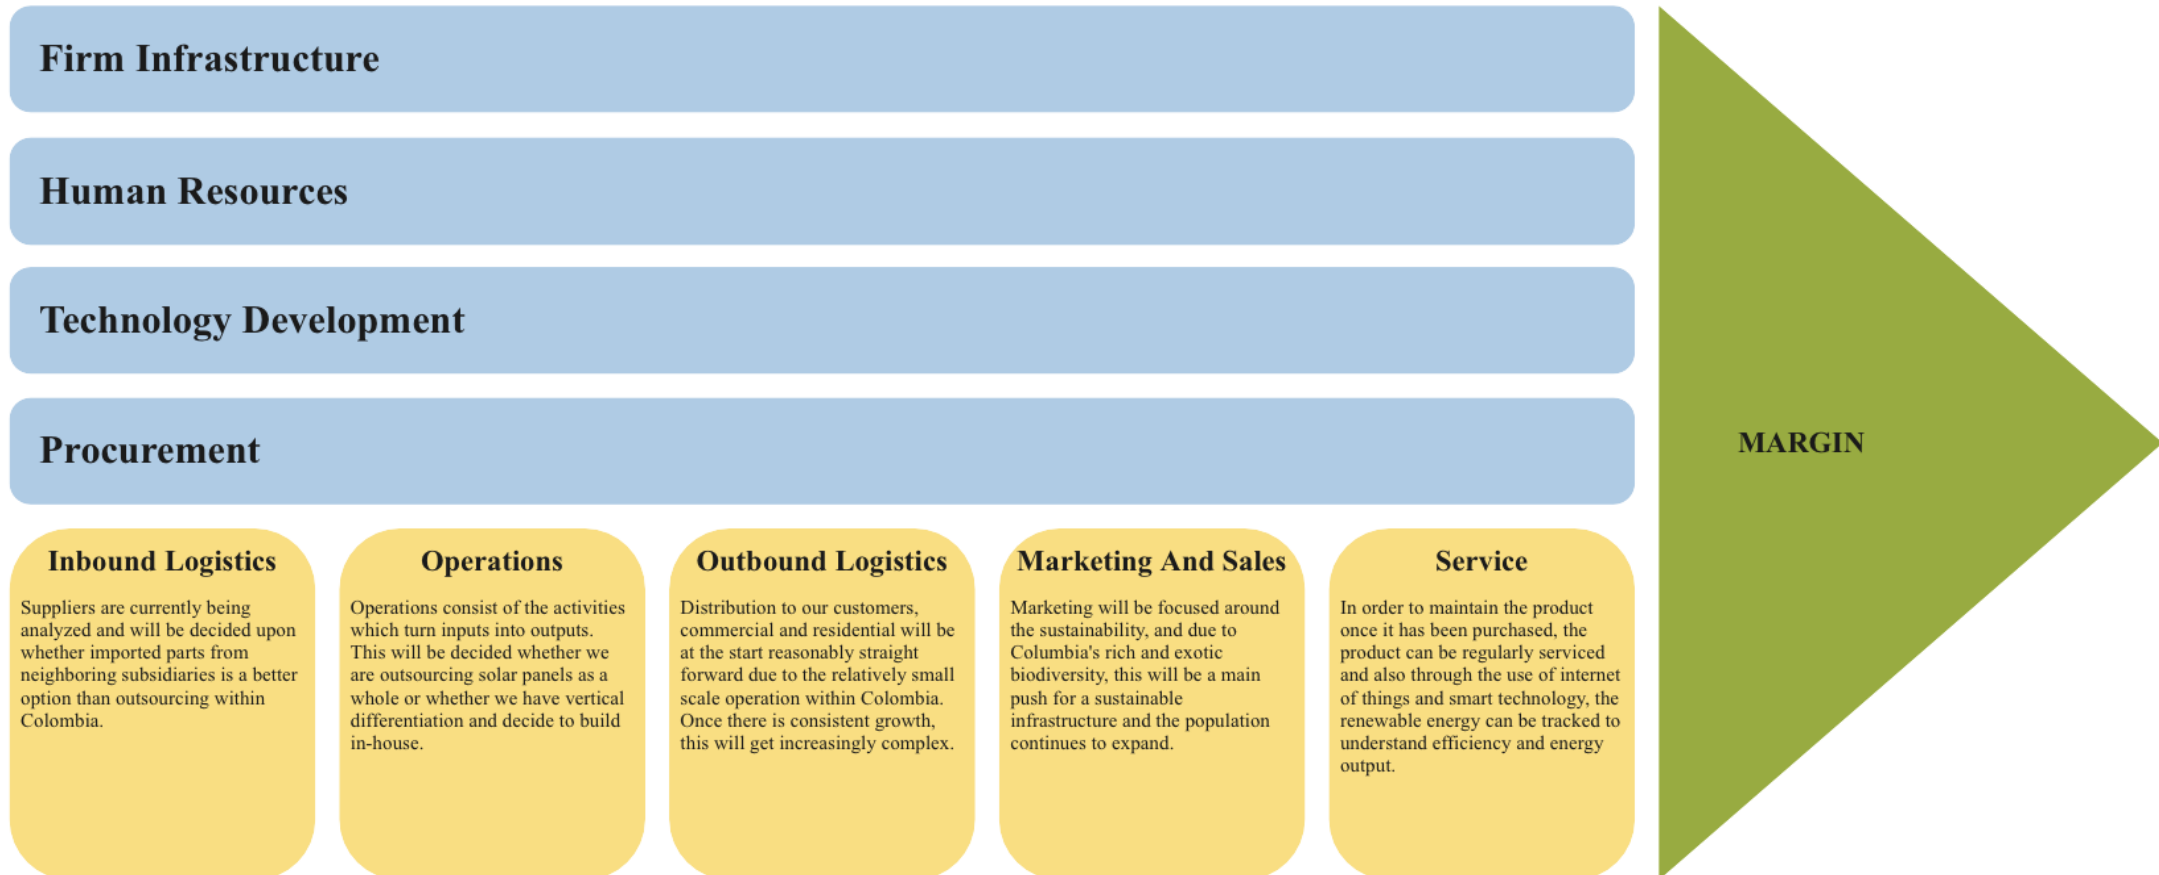 Firm Infrastructure
Human Resources
Technology Development
Procurement
MARGIN
Inbound Logistics
Suppliers are currently being
analyzed and will be decided upon
whether imported parts from
neighboring subsidiaries is a better
option than outsourcing within
Colombia.
Operations
Operations consist of the activities
which turn inputs into outputs.
This will be decided whether we
are outsourcing solar panels as a
whole or whether we have vertical
differentiation and decide to build
in-house.
Outbound Logistics
Distribution to our customers,
commercial and residential will be
at the start reasonably straight
forward due to the relatively small
scale operation within Colombia.
Once there is consistent growth,
this will get increasingly complex.
Marketing And Sales
Marketing will be focused around
the sustainability, and due to
Columbia's rich and exotic
biodiversity, this will be a main
push for a sustainable
infrastructure and the population
continues to expand.
Service
In order to maintain the product
once it has been purchased, the
product can be regularly serviced
and also through the use of internet
of things and smart technology, the
renewable energy can be tracked to
understand efficiency and energy
output.